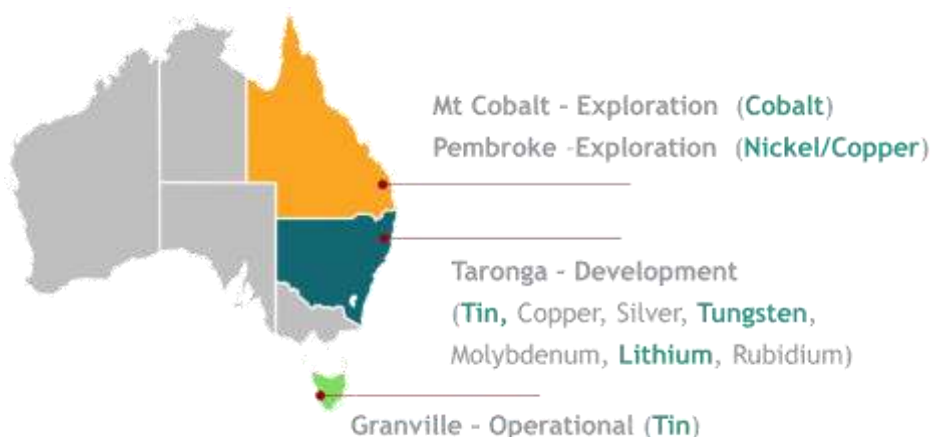 Mt Cobalt - Exploration (Cobalt)
Pembroke -Exploration (Nickel/Copper)
Taronga - Development
(Tin, Copper, Silver, Tungsten,
Molybdenum, Lithium, Rubidium)
Granville - Operational (Tin)